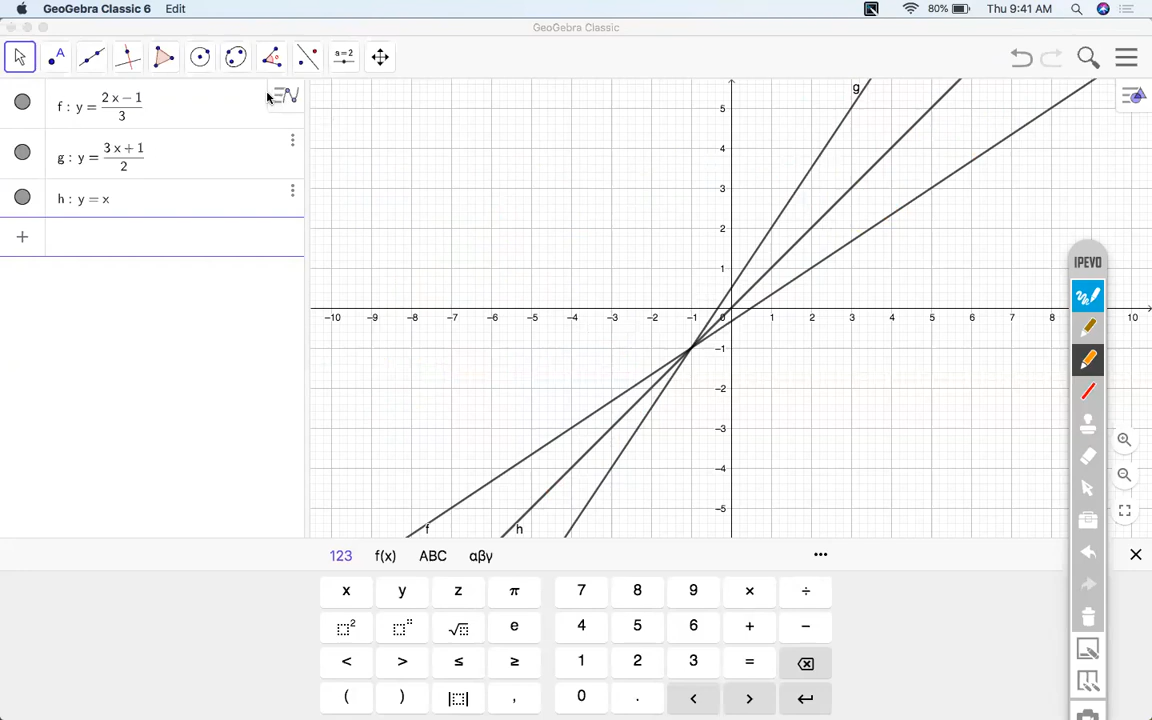 GeoGebra Classic 6 Edit 80% Thu 9:41 AM
GeoGebra Classic
A a=2
f : y = (2 x − 1)/3
g : y = (3 x + 1)/2
h : y = x
+
g
f
h
5
4
3
2
1
−10 −9 −8 −7 −6 −5 −4 −3 −2 −1 0 1 2 3 4 5 6 7 8 10
−1
−2
−3
−4
−5
IPEVO
123 f(x) ABC αβγ ...
x y z π 7 8 9 × ÷
² √ e 4 5 6 + −
< > ≤ ≥ 1 2 3 =
( ) , 0 . < >